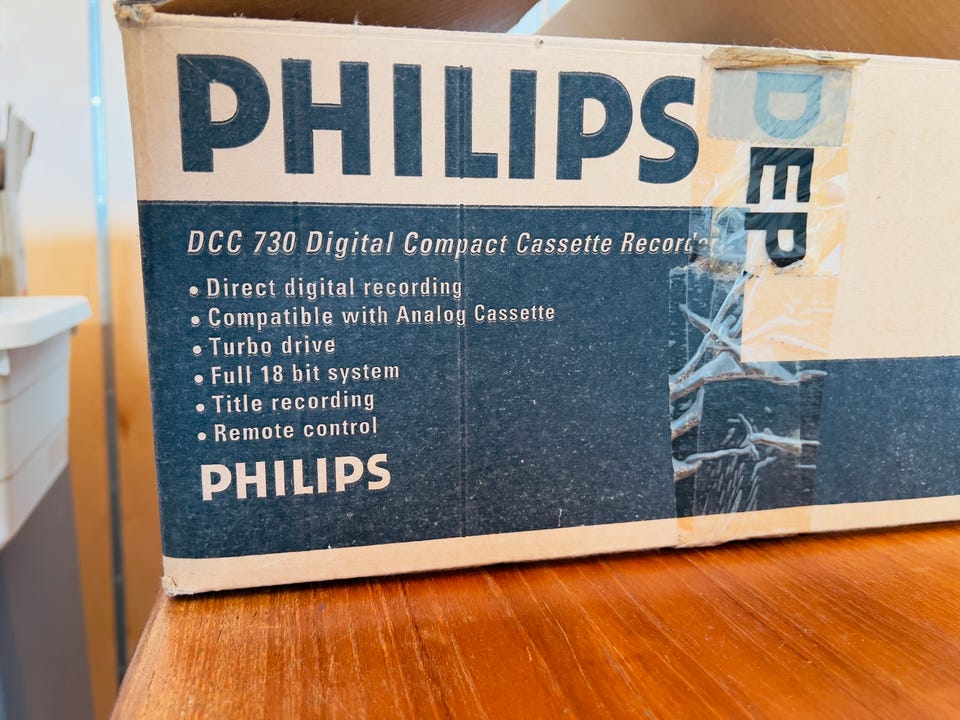 PHILIPS
DCC 730 Digital Compact Cassette Recorder
• Direct digital recording
• Compatible with Analog Cassette
• Turbo drive
• Full 18 bit system
• Title recording
• Remote control
PHILIPS
DER